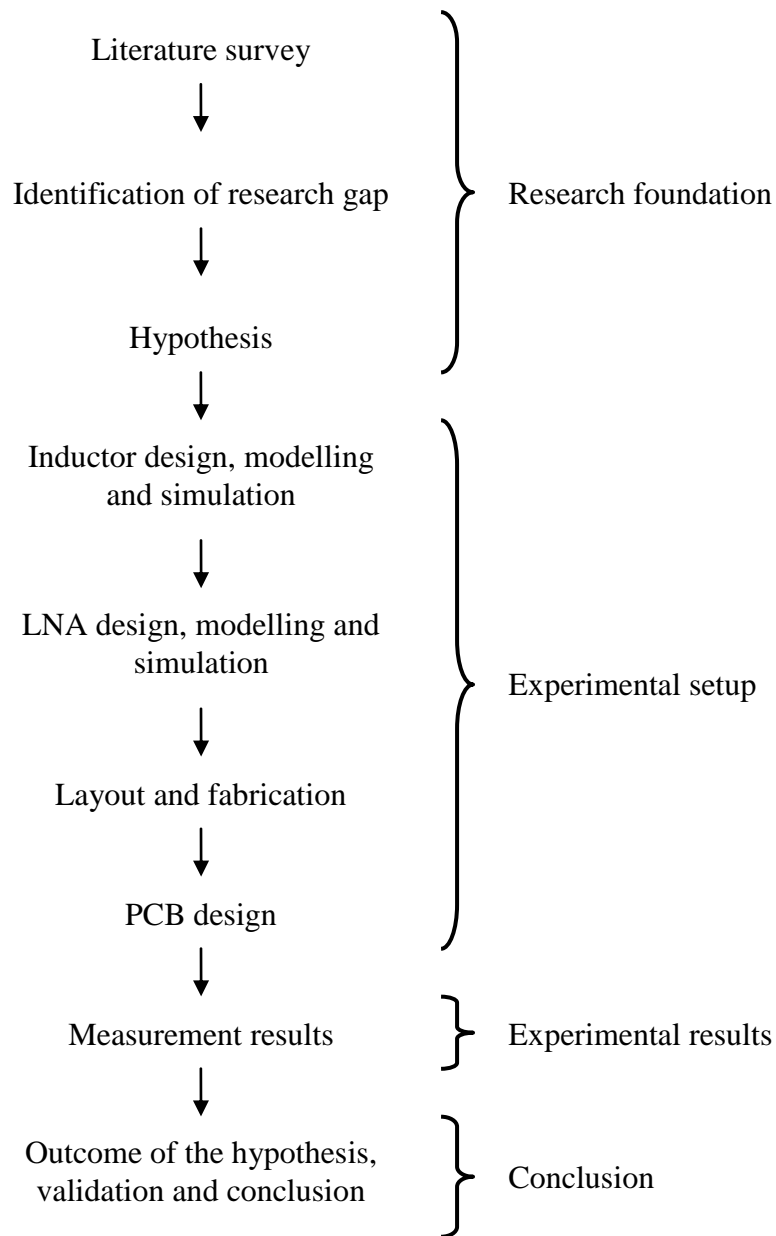 Literature survey
Identification of research gap
Research foundation
Hypothesis
Inductor design, modelling
and simulation
LNA design, modelling and
simulation
Experimental setup
Layout and fabrication
PCB design
Measurement results
Experimental results
Outcome of the hypothesis,
validation and conclusion
Conclusion